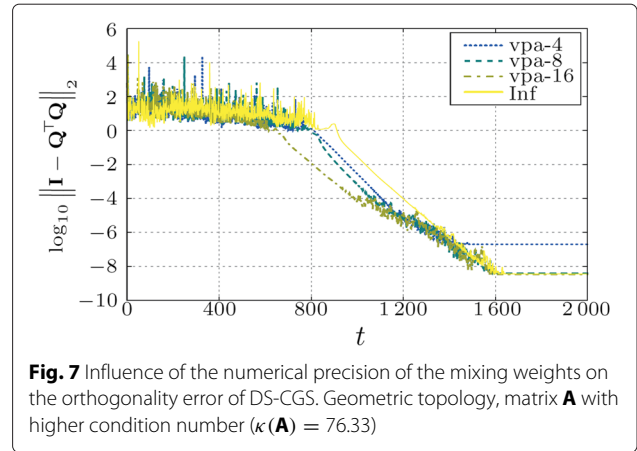 6
4
2
0
−2
−4
−6
−8
−10
log₁₀ ‖I − QᵀQ‖₂
vpa-4
vpa-8
vpa-16
Inf
0 400 800 1 200 1 600 2 000
t
Fig. 7 Influence of the numerical precision of the mixing weights on
the orthogonality error of DS-CGS. Geometric topology, matrix A with
higher condition number (κ(A) = 76.33)